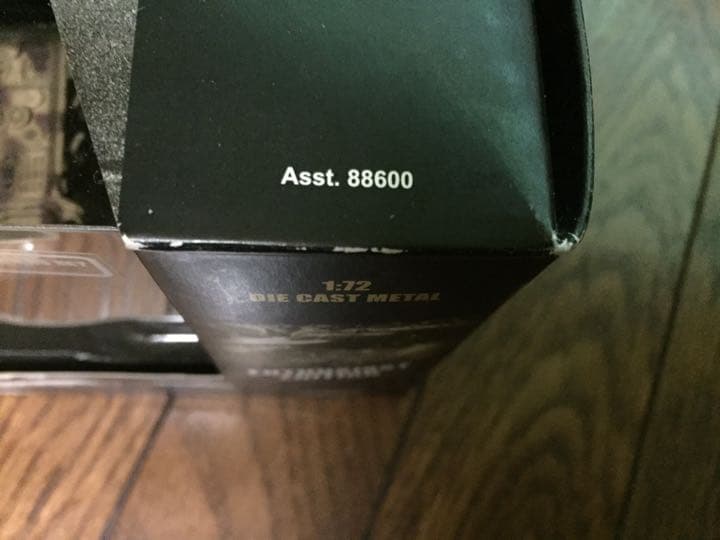 Asst. 88600
1:72
DIE CAST METAL